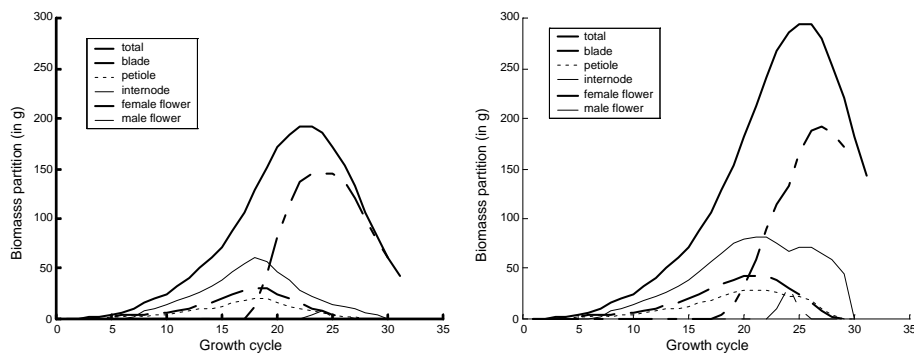 300
250
200
150
100
50
0
Biomasss partition (in g)
total
blade
petiole
internode
female flower
male flower
0 5 10 15 20 25 30 35
Growth cycle
300
250
200
150
100
50
0
Biomasss partition (in g)
total
blade
petiole
internode
female flower
male flower
0 5 10 15 20 25 30 35
Growth cycle